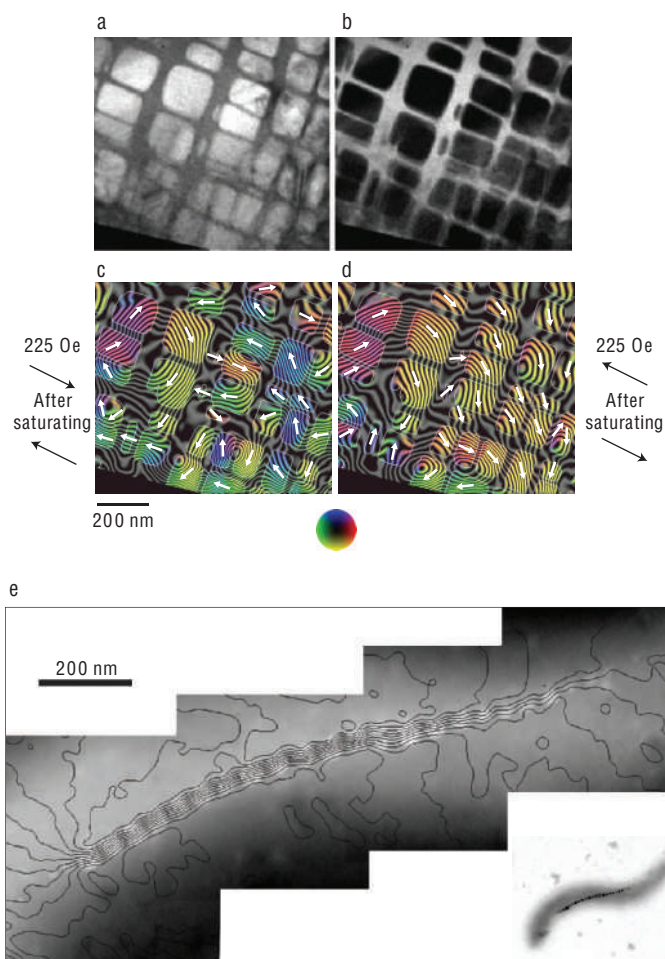 a
b
c
d
225 Oe
After
saturating
225 Oe
After
saturating
200 nm
e
200 nm